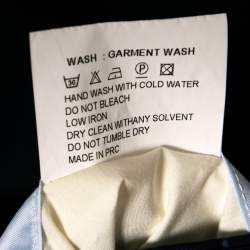 WASH : GARMENT WASH
30 P
HAND WASH WITH COLD WATER
DO NOT BLEACH
LOW IRON
DRY CLEAN WITHANY SOLVENT
DO NOT TUMBLE DRY
MADE IN PRC